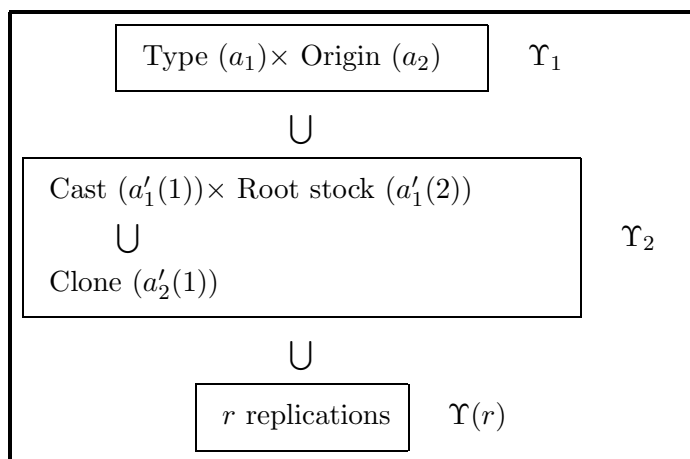 Type (a₁)× Origin (a₂) ϒ₁
⋃
Cast (a′₁(1))× Root stock (a′₁(2))
⋃
ϒ₂
Clone (a′₂(1))
⋃
r replications ϒ(r)